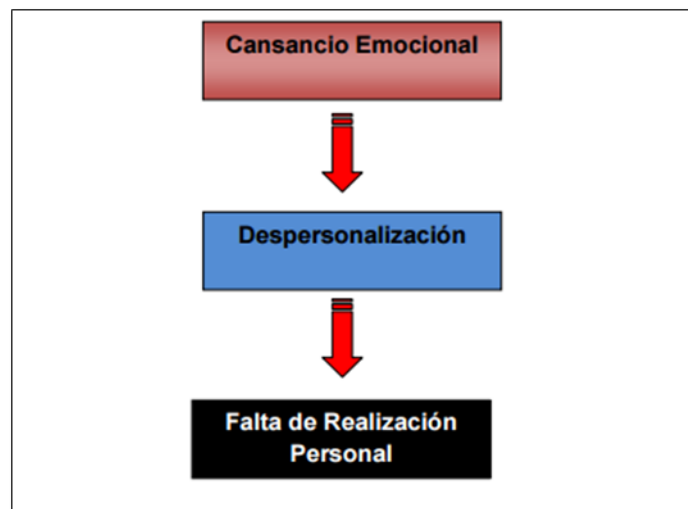 Cansancio Emocional
Despersonalización
Falta de Realización
Personal